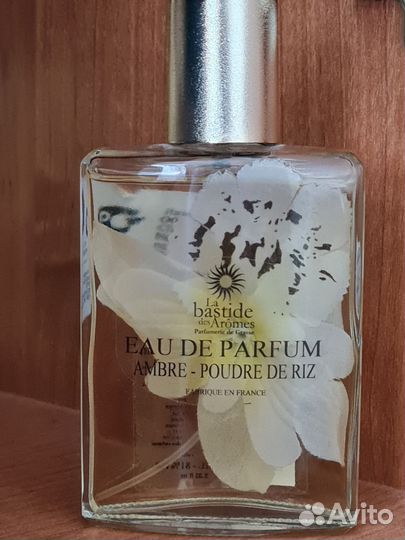 La
bastide
des Arômes
Parfumerie de Grasse
EAU DE PARFUM
AMBRE - POUDRE DE RIZ
FABRIQUE EN FRANCE
Avito